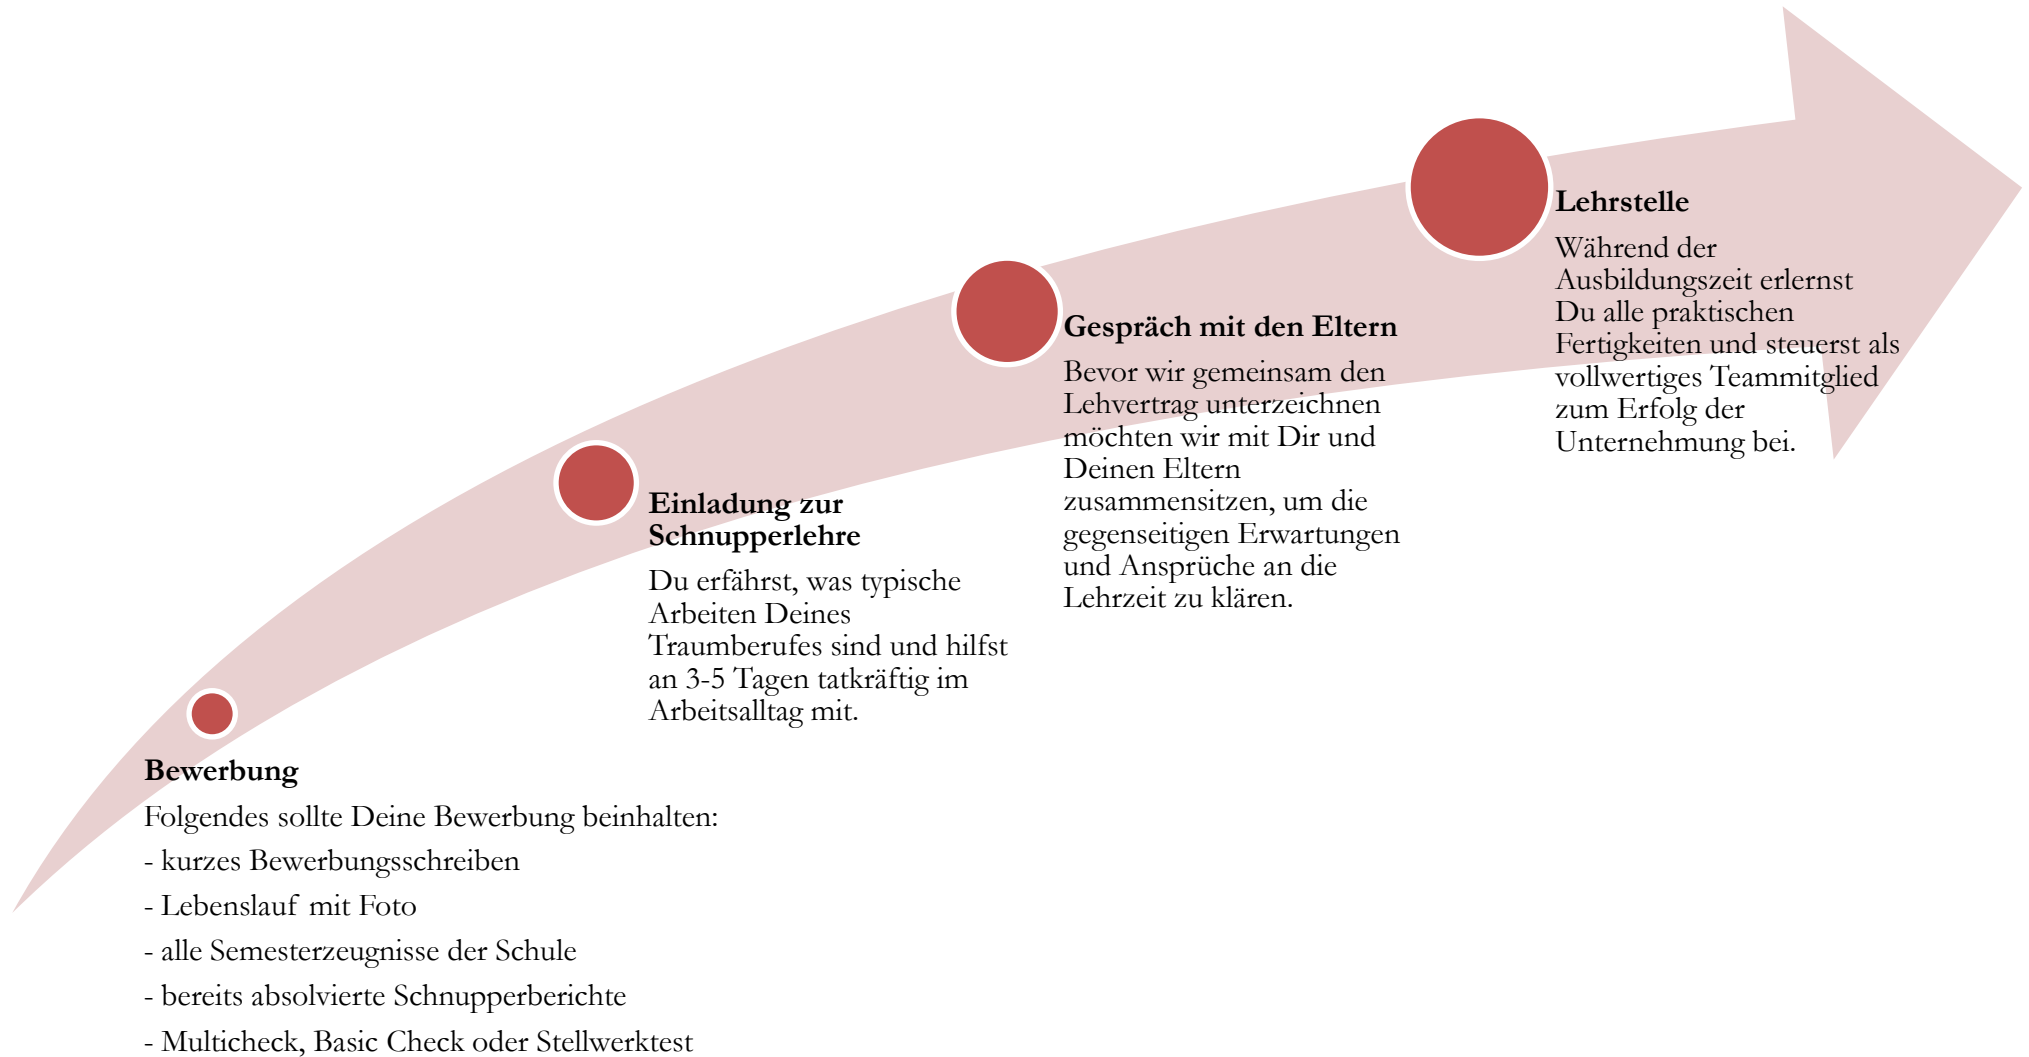 Bewerbung
Folgendes sollte Deine Bewerbung beinhalten:
- kurzes Bewerbungsschreiben
- Lebenslauf mit Foto
- alle Semesterzeugnisse der Schule
- bereits absolvierte Schnupperberichte
- Multicheck, Basic Check oder Stellwerktest
Einladung zur
Schnupperlehre
Du erfährst, was typische
Arbeiten Deines
Traumberufes sind und hilfst
an 3-5 Tagen tatkräftig im
Arbeitsalltag mit.
Gespräch mit den Eltern
Bevor wir gemeinsam den
Lehvertrag unterzeichnen
möchten wir mit Dir und
Deinen Eltern
zusammensitzen, um die
gegenseitigen Erwartungen
und Ansprüche an die
Lehrzeit zu klären.
Lehrstelle
Während der
Ausbildungszeit erlernst
Du alle praktischen
Fertigkeiten und steuerst als
vollwertiges Teammitglied
zum Erfolg der
Unternehmung bei.